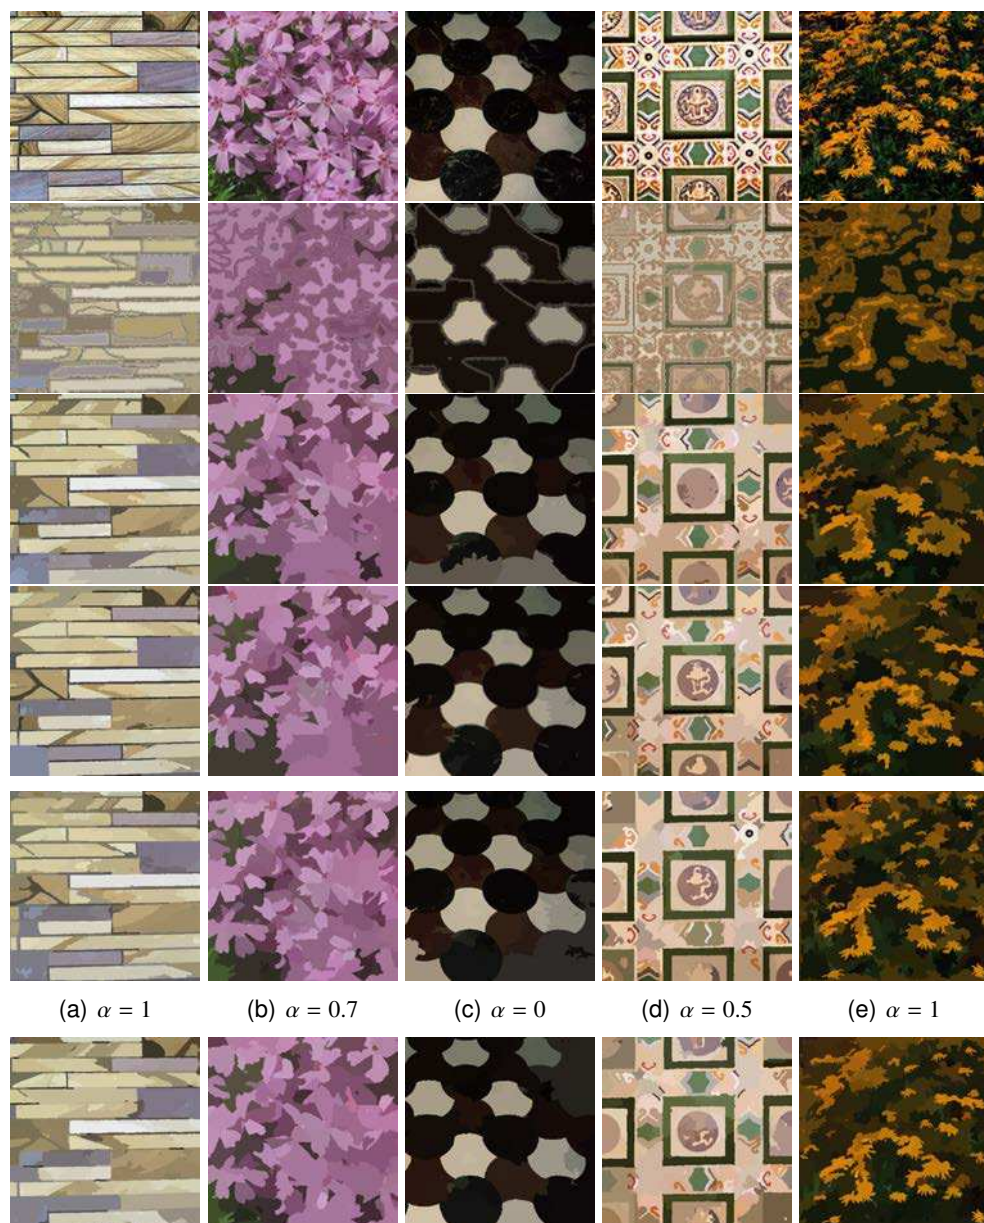 (a) α = 1 (b) α = 0.7 (c) α = 0 (d) α = 0.5 (e) α = 1